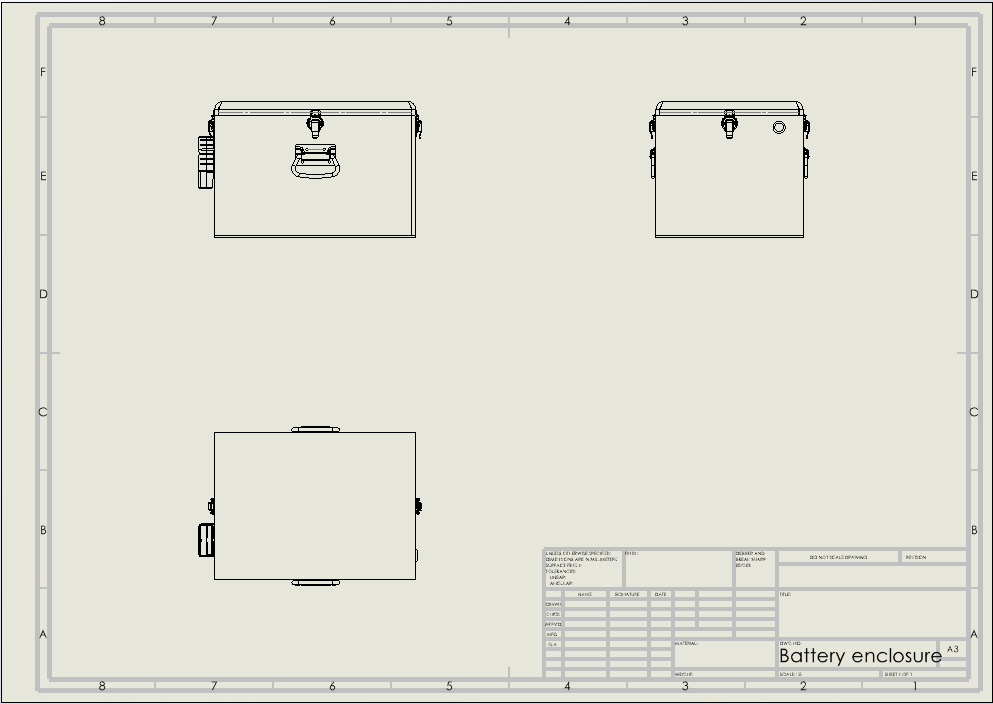 8 7 6 5 4 3 2 1
F F
E E
D D
C C
B B
A A
UNLESS OTHERWISE SPECIFIED:
DIMENSIONS ARE IN MILLIMETERS
SURFACE FINISH:
TOLERANCES:
LINEAR:
ANGULAR:
FINISH:
DEBURR AND
BREAK SHARP
EDGES
DO NOT SCALE DRAWING
REVISION
NAME SIGNATURE DATE
DRAWN
CHK'D
APPV'D
MFG
Q.A
MATERIAL:
WEIGHT:
TITLE:
DWG NO.
Battery enclosure
A3
SHEET 1 OF 1
8 7 6 5 4 3 2 1